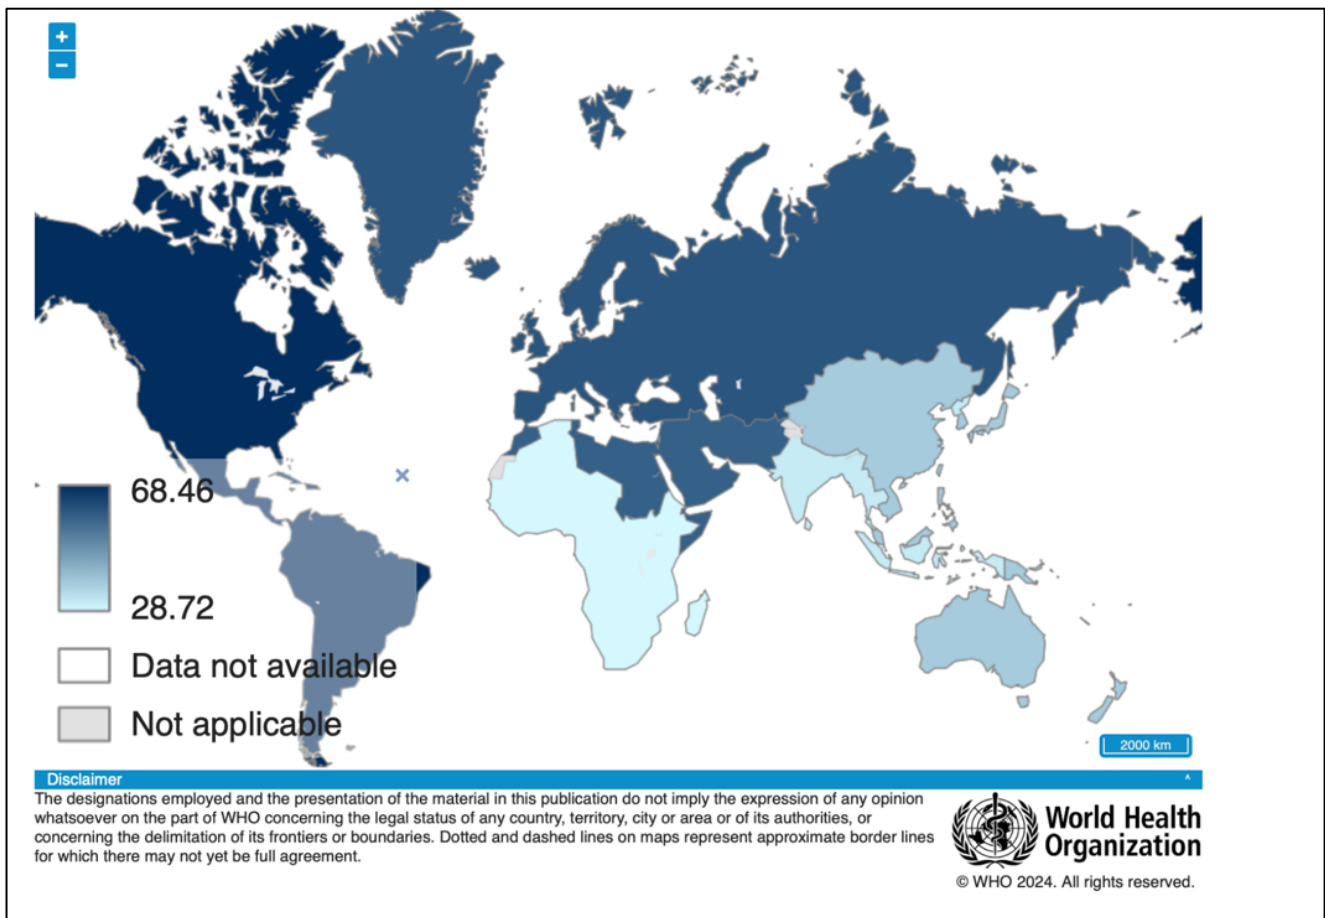 +
−
68.46
28.72
Data not available
Not applicable
2000 km
Disclaimer
^
The designations employed and the presentation of the material in this publication do not imply the expression of any opinion
whatsoever on the part of WHO concerning the legal status of any country, territory, city or area or of its authorities, or
concerning the delimitation of its frontiers or boundaries. Dotted and dashed lines on maps represent approximate border lines
for which there may not yet be full agreement.
World Health
Organization
© WHO 2024. All rights reserved.